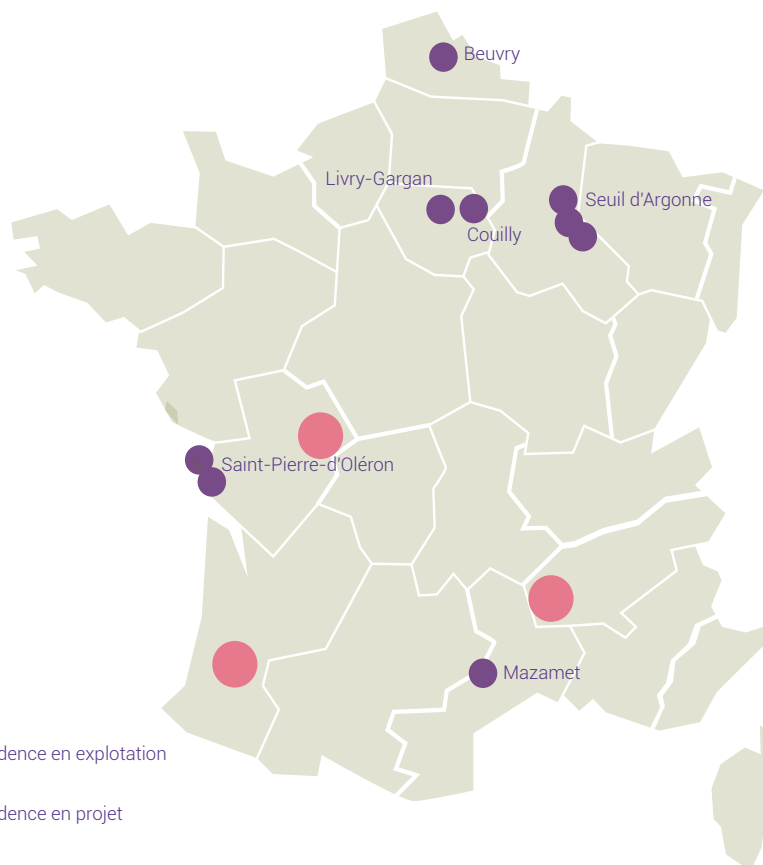 Beuvry
Livry-Gargan
Seuil d'Argonne
Couilly
Saint-Pierre-d'Oléron
Mazamet
dence en explotation
dence en projet